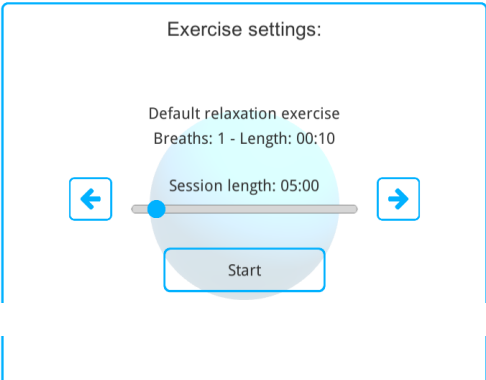 Exercise settings:
Default relaxation exercise
Breaths: 1 - Length: 00:10
Session length: 05:00
Start